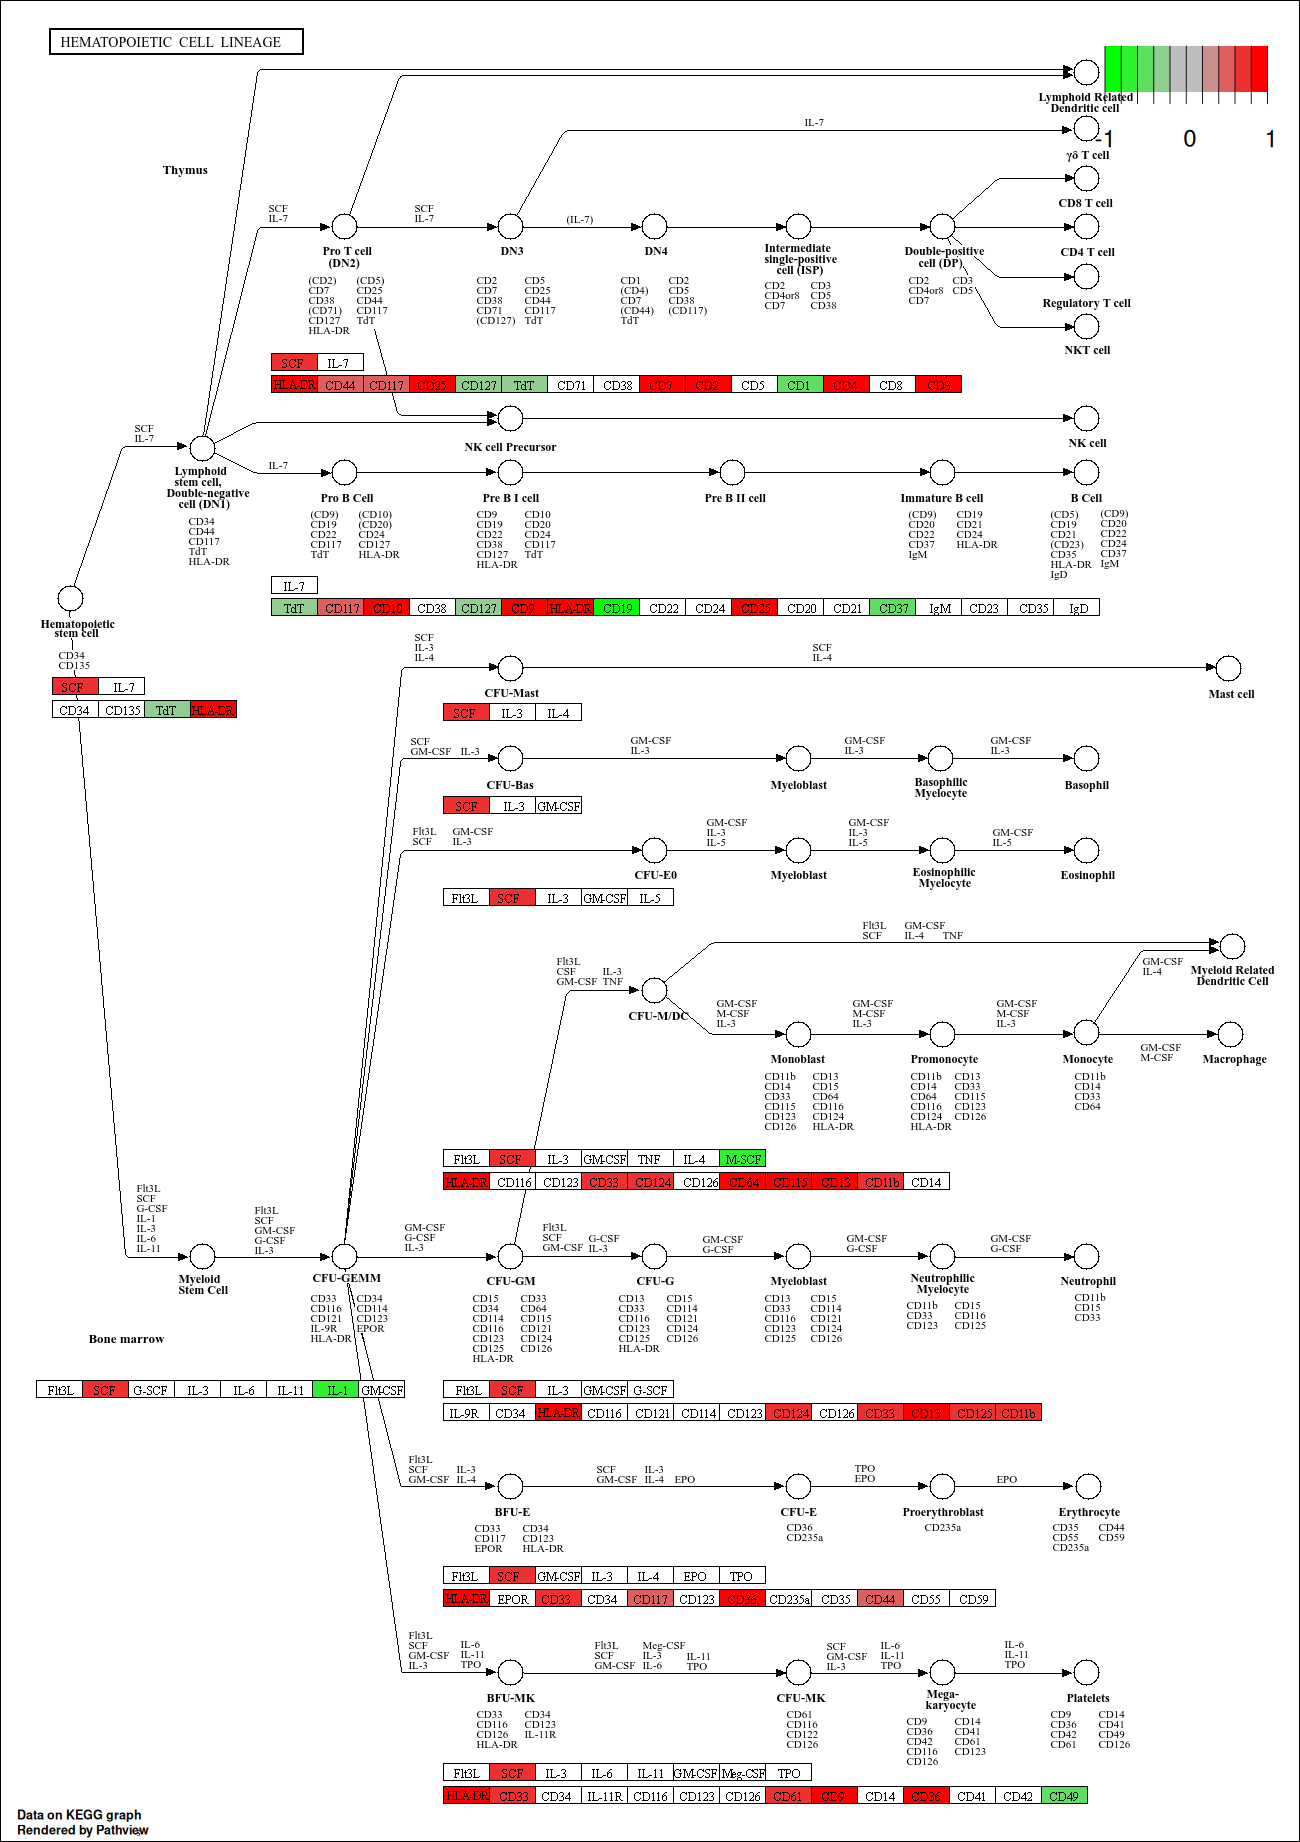 HEMATOPOIETIC CELL LINEAGE
Lymphoid Related
Dendritic cell
-1 0 1
IL-7
γδ T cell
Thymus
CD8 T cell
SCF
IL-7
SCF
IL-7
(IL-7)
Pro T cell
(DN2)
DN3
DN4
Intermediate
single-positive
cell (ISP)
Double-positive
cell (DP)
CD4 T cell
Regulatory T cell
NKT cell
(CD2) (CD5)
CD7 CD25
CD38 CD44
(CD71) CD117
CD127 TdT
HLA-DR
CD2 CD5
CD7 CD25
CD38 CD44
CD71 CD117
(CD127) TdT
CD1 CD2
(CD4) CD5
CD7 CD38
(CD44) (CD117)
TdT
CD2 CD3
CD4or8 CD5
CD7 CD38
CD2 CD3
CD4or8 CD5
CD7
SCF IL-7
HLA-DR CD44 CD117 CD25 CD127 TdT CD71 CD38 CD7 CD2 CD5 CD1 CD4 CD8 CD3
SCF
IL-7
NK cell Precursor
NK cell
Lymphoid
stem cell,
Double-negative
cell (DN1)
CD34
CD44
CD117
TdT
HLA-DR
IL-7
Pro B Cell
Pre B I cell
Pre B II cell
Immature B cell
B Cell
(CD9) (CD10)
CD19 (CD20)
CD22 CD24
CD117 CD127
TdT HLA-DR
CD9 CD10
CD19 CD20
CD22 CD24
CD38 CD117
CD127 TdT
HLA-DR
(CD9) CD19
CD20 CD21
CD22 CD24
CD37 HLA-DR
IgM
(CD5) (CD9)
CD19 CD20
CD21 CD22
(CD23) CD24
CD35 CD37
HLA-DR IgM
IgD
IL-7
TdT CD117 CD10 CD38 CD127 CD9 HLA-DR CD19 CD22 CD24 CD25 CD20 CD21 CD37 IgM CD23 CD35 IgD
Hematopoietic
stem cell
CD34
CD135
SCF IL-7
CD34 CD135 TdT HLA-DR
SCF
IL-3
IL-4
SCF
IL-4
CFU-Mast
Mast cell
SCF IL-3 IL-4
SCF
GM-CSF IL-3
GM-CSF
IL-3
GM-CSF
IL-3
GM-CSF
IL-3
CFU-Bas
Myeloblast
Basophilic
Myelocyte
Basophil
SCF IL-3 GM-CSF
Flt3L GM-CSF
SCF IL-3
GM-CSF
IL-3
IL-5
GM-CSF
IL-3
IL-5
GM-CSF
IL-5
CFU-E0
Myeloblast
Eosinophilic
Myelocyte
Eosinophil
Flt3L SCF IL-3 GM-CSF IL-5
Flt3L GM-CSF
SCF IL-4 TNF
Flt3L
CSF IL-3
GM-CSF TNF
CFU-M/DC
GM-CSF
IL-4
Myeloid Related
Dendritic Cell
GM-CSF
M-CSF
IL-3
GM-CSF
M-CSF
IL-3
GM-CSF
M-CSF
IL-3
GM-CSF
M-CSF
Monoblast
Promonocyte
Monocyte
Macrophage
CD11b CD13
CD14 CD15
CD33 CD64
CD115 CD116
CD123 CD124
CD126 HLA-DR
CD11b CD13
CD14 CD33
CD64 CD115
CD116 CD123
CD124 CD126
HLA-DR
CD11b
CD14
CD33
CD64
Flt3L SCF IL-3 GM-CSF TNF IL-4 M-SCF
HLA-DR CD116 CD123 CD33 CD124 CD126 CD64 CD115 CD13 CD11b CD14
Flt3L
SCF
G-CSF
IL-1
IL-3
IL-6
IL-11
Flt3L
SCF
GM-CSF
G-CSF
IL-3
GM-CSF
G-CSF
IL-3
Flt3L
SCF G-CSF
GM-CSF IL-3
GM-CSF
G-CSF
GM-CSF
G-CSF
GM-CSF
G-CSF
Myeloid
Stem Cell
CFU-GEMM
CFU-GM
CFU-G
Myeloblast
Neutrophilic
Myelocyte
Neutrophil
CD33 CD34
CD116 CD114
CD121 CD123
IL-9R EPOR
HLA-DR
CD15 CD33
CD34 CD64
CD114 CD115
CD116 CD121
CD123 CD124
CD125 CD126
HLA-DR
CD13 CD15
CD33 CD114
CD116 CD121
CD123 CD124
CD125 CD126
HLA-DR
CD13 CD15
CD33 CD114
CD116 CD121
CD123 CD124
CD125 CD126
CD11b CD15
CD33 CD116
CD123 CD125
CD11b
CD15
CD33
Bone marrow
Flt3L SCF G-SCF IL-3 IL-6 IL-11 IL-1 GM-CSF
Flt3L SCF IL-3 GM-CSF G-SCF
IL-9R CD34 HLA-DR CD116 CD121 CD114 CD123 CD124 CD126 CD33 CD13 CD125 CD11b
Flt3L
SCF IL-3
GM-CSF IL-4
SCF IL-3
GM-CSF IL-4 EPO
TPO
EPO
EPO
BFU-E
CFU-E
Proerythroblast
Erythrocyte
CD33 CD34
CD117 CD123
EPOR HLA-DR
CD36
CD235a
CD235a
CD35 CD44
CD55 CD59
CD235a
Flt3L SCF GM-CSF IL-3 IL-4 EPO TPO
HLA-DR EPOR CD33 CD34 CD117 CD123 CD36 CD235a CD35 CD44 CD55 CD59
Flt3L
SCF IL-6
GM-CSF IL-11
IL-3 TPO
Flt3L Meg-CSF
SCF IL-3 IL-11
GM-CSF IL-6 TPO
SCF IL-6
GM-CSF IL-11
IL-3 TPO
IL-6
IL-11
TPO
BFU-MK
CFU-MK
Mega-
karyocyte
Platelets
CD33 CD34
CD116 CD123
CD126 IL-11R
HLA-DR
CD61
CD116
CD122
CD126
CD9 CD14
CD36 CD41
CD42 CD61
CD116 CD123
CD126
CD9 CD14
CD36 CD41
CD42 CD49
CD61 CD126
Flt3L SCF IL-3 IL-6 IL-11 GM-CSF Meg-CSF TPO
HLA-DR CD33 CD34 IL-11R CD116 CD123 CD126 CD61 CD9 CD14 CD36 CD41 CD42 CD49
Data on KEGG graph
Rendered by Pathview